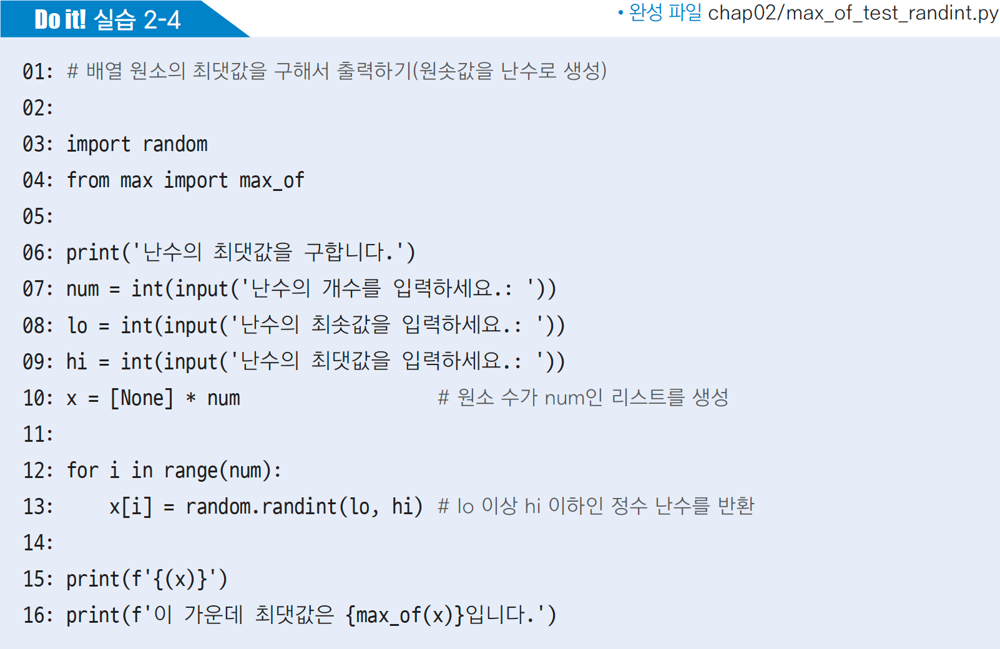 Do it! 실습 2-4
• 완성 파일 chap02/max_of_test_randint.py
01: # 배열 원소의 최댓값을 구해서 출력하기(원솟값을 난수로 생성)
02:
03: import random
04: from max import max_of
05:
06: print('난수의 최댓값을 구합니다.')
07: num = int(input('난수의 개수를 입력하세요.: '))
08: lo = int(input('난수의 최솟값을 입력하세요.: '))
09: hi = int(input('난수의 최댓값을 입력하세요.: '))
10: x = [None] * num # 원소 수가 num인 리스트를 생성
11:
12: for i in range(num):
13:     x[i] = random.randint(lo, hi) # lo 이상 hi 이하인 정수 난수를 반환
14:
15: print(f'{(x)}')
16: print(f'이 가운데 최댓값은 {max_of(x)}입니다.')